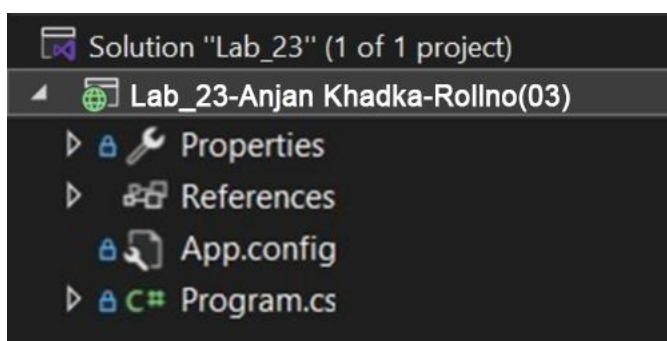 Solution "Lab_23" (1 of 1 project)
Lab_23-Anjan Khadka-Rollno(03)
Properties
References
App.config
C# Program.cs